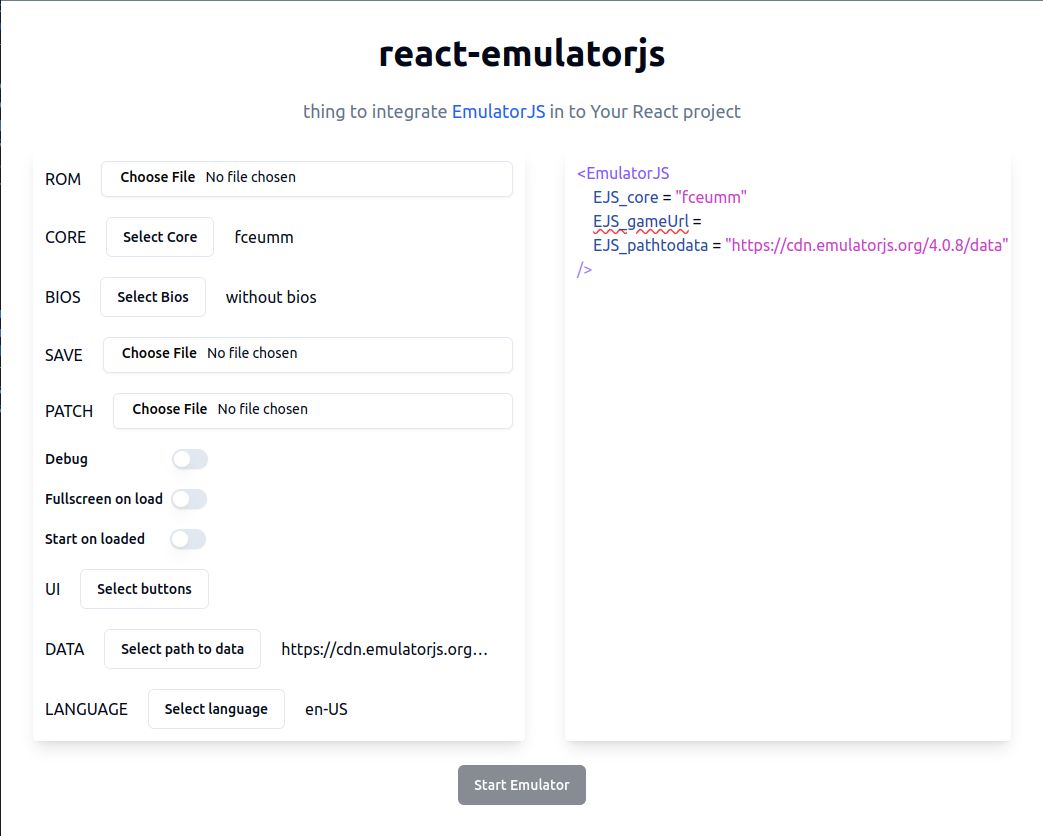 react-emulatorjs
thing to integrate EmulatorJS in to Your React project
ROM Choose File No file chosen
CORE Select Core fceumm
BIOS Select Bios without bios
SAVE Choose File No file chosen
PATCH Choose File No file chosen
Debug
Fullscreen on load
Start on loaded
UI Select buttons
DATA Select path to data https://cdn.emulatorjs.org...
LANGUAGE Select language en-US
<EmulatorJS
EJS_core = "fceumm"
EJS_gameUrl =
EJS_pathtodata = "https://cdn.emulatorjs.org/4.0.8/data"
/>
Start Emulator